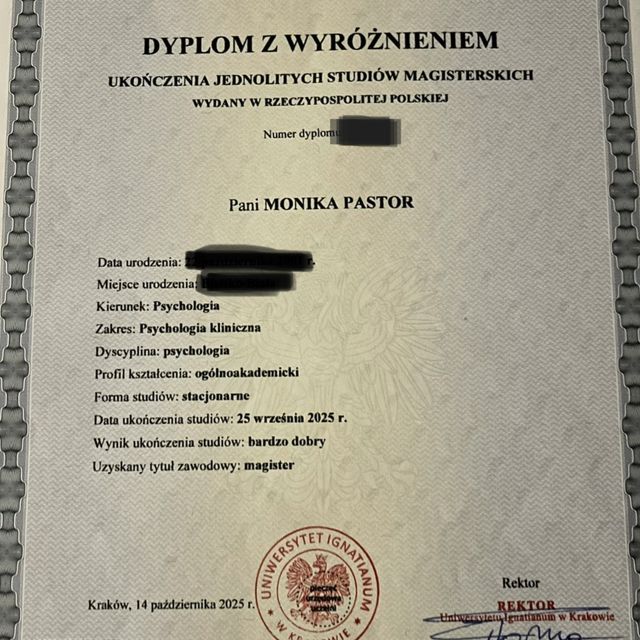 DYPLOM Z WYRÓŻNIENIEM
UKOŃCZENIA JEDNOLITYCH STUDIÓW MAGISTERSKICH
WYDANY W RZECZYPOSPOLITEJ POLSKIEJ
Numer dyplomu
Pani MONIKA PASTOR
Data urodzenia: r.
Miejsce urodzenia:
Kierunek: Psychologia
Zakres: Psychologia kliniczna
Dyscyplina: psychologia
Profil kształcenia: ogólnoakademicki
Forma studiów: stacjonarne
Data ukończenia studiów: 25 września 2025 r.
Wynik ukończenia studiów: bardzo dobry
Uzyskany tytuł zawodowy: magister
UNIWERSYTET IGNATIANUM
W KRAKOWIE
pieczęć
urzędowa
uczelni
Kraków, 14 października 2025 r.
Rektor
REKTOR
Uniwersytetu Ignatianum w Krakowie